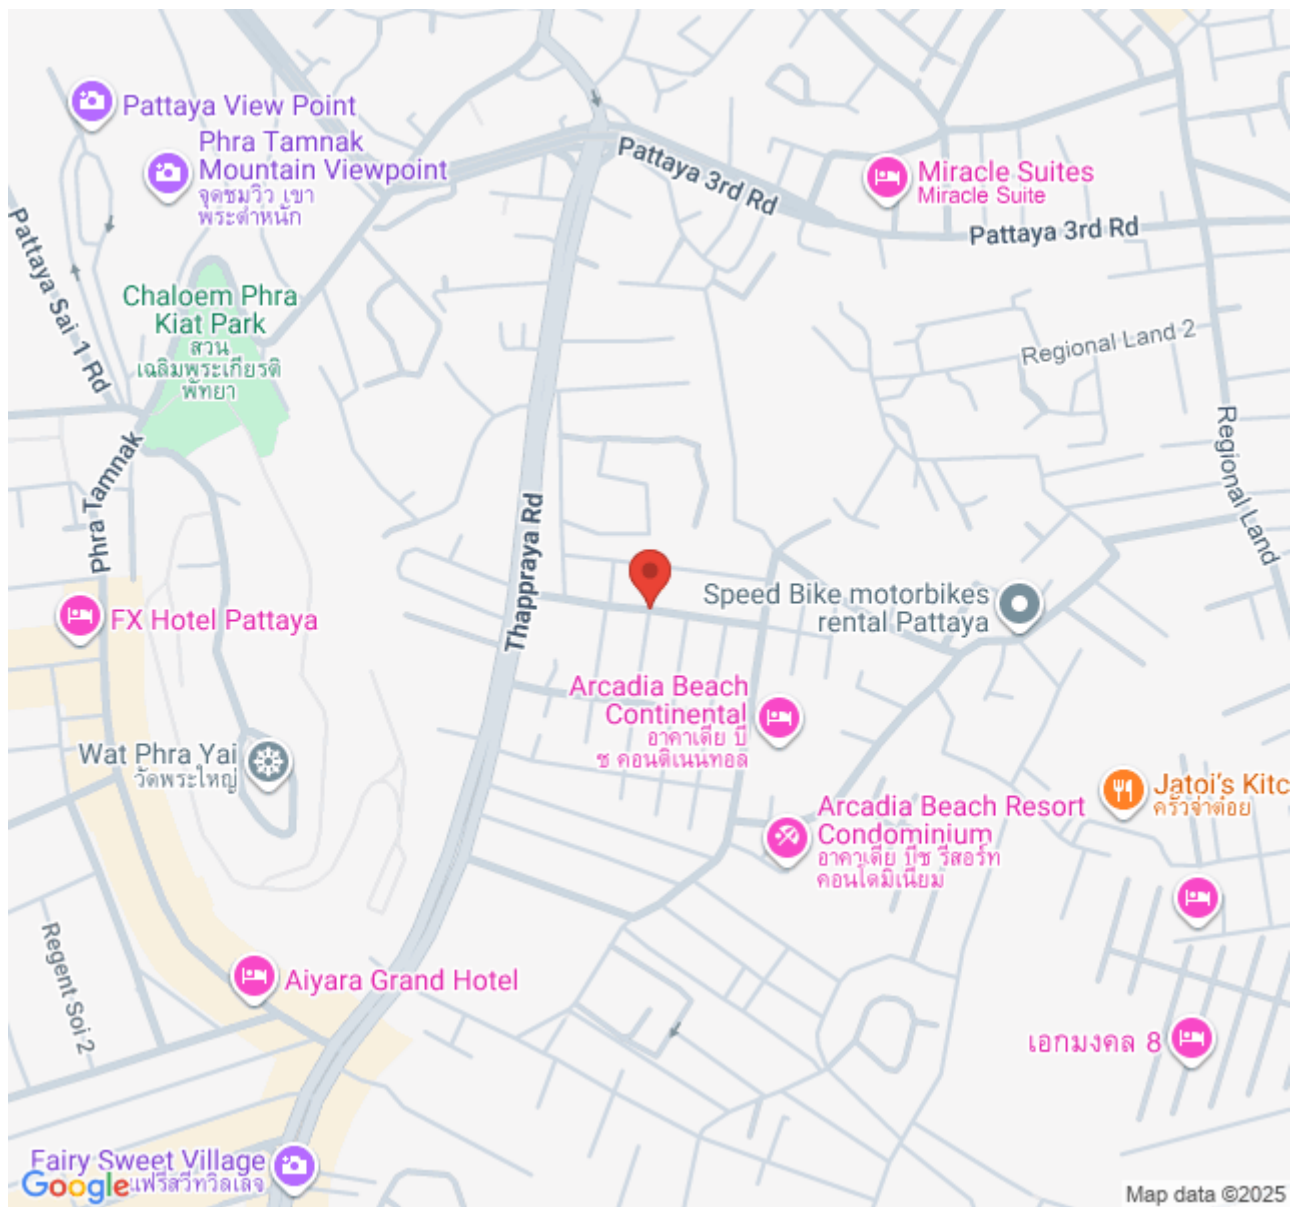 Pattaya View Point
Phra Tamnak
Mountain Viewpoint
จุดชมวิว เขา
พระตำหนัก
Pattaya 3rd Rd
Miracle Suites
Miracle Suite
Pattaya 3rd Rd
Pattaya Sai 1 Rd
Chaloem Phra
Kiat Park
สวน
เฉลิมพระเกียรติ
พัทยา
Regional Land 2
Regional Land
Phra Tamnak
Thappraya Rd
FX Hotel Pattaya
Speed Bike motorbikes
rental Pattaya
Arcadia Beach
Continental
อาคาเดีย บี
ช คอนติเนนทอล
Wat Phra Yai
วัดพระใหญ่
Jatoi's Kitc
ครัวจ่าต๋อย
Arcadia Beach Resort
Condominium
อาคาเดีย บีช รีสอร์ท
คอนโดมิเนียม
Regent Soi 2
Aiyara Grand Hotel
เอกมงคล 8
Fairy Sweet Village
แฟรี่สวีทวิลเลจ
Google
Map data ©2025